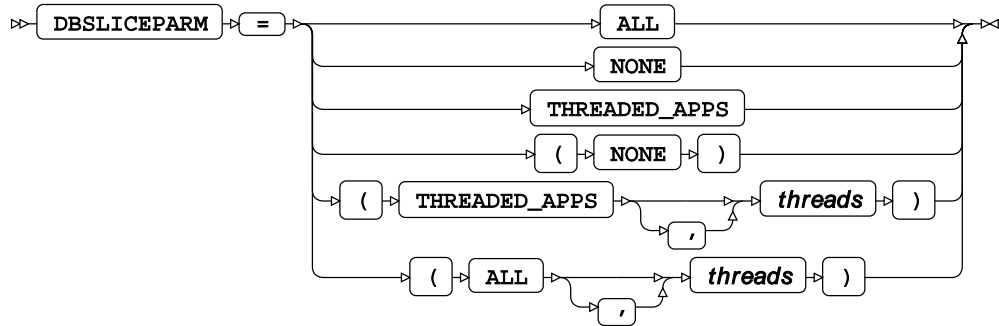 DBSLICEPARM = ALL
NONE
THREADED_APPS
( NONE )
( THREADED_APPS , threads )
( ALL , threads )